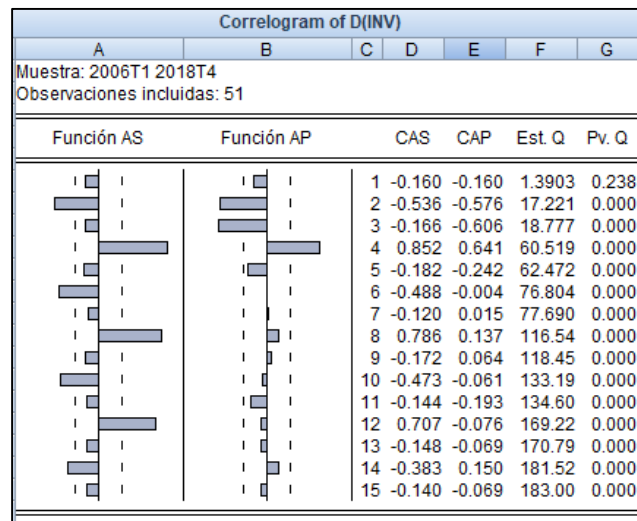 Correlogram of D(INV)
A B C D E F G
Muestra: 2006T1 2018T4
Observaciones incluidas: 51
Función AS Función AP CAS CAP Est. Q Pv. Q
1 -0.160 -0.160 1.3903 0.238
2 -0.536 -0.576 17.221 0.000
3 -0.166 -0.606 18.777 0.000
4 0.852 0.641 60.519 0.000
5 -0.182 -0.242 62.472 0.000
6 -0.488 -0.004 76.804 0.000
7 -0.120 0.015 77.690 0.000
8 0.786 0.137 116.54 0.000
9 -0.172 0.064 118.45 0.000
10 -0.473 -0.061 133.19 0.000
11 -0.144 -0.193 134.60 0.000
12 0.707 -0.076 169.22 0.000
13 -0.148 -0.069 170.79 0.000
14 -0.383 0.150 181.52 0.000
15 -0.140 -0.069 183.00 0.000